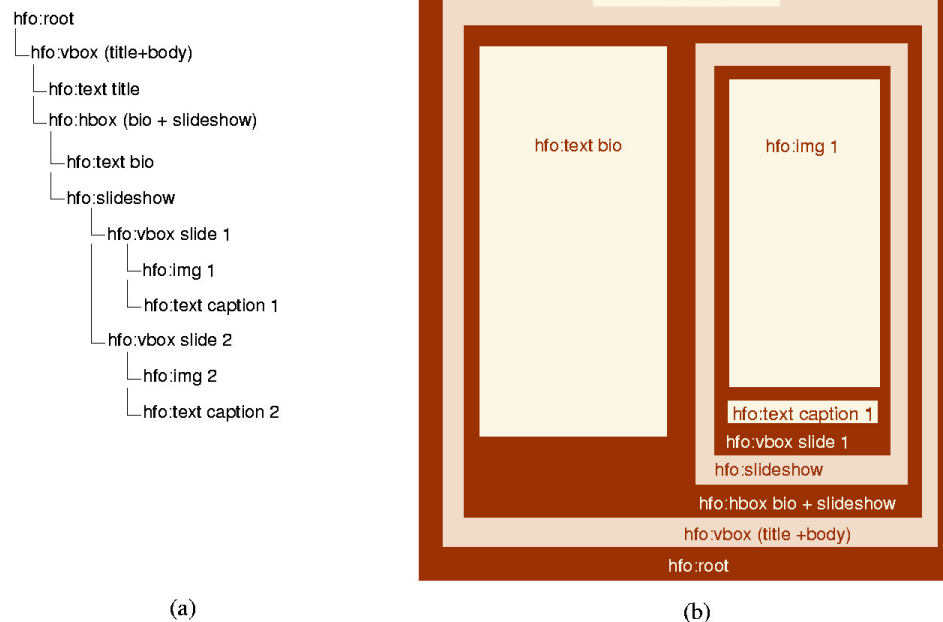 hfo:root
hfo:vbox (title+body)
hfo:text title
hfo:hbox (bio + slideshow)
hfo:text bio
hfo:slideshow
hfo:vbox slide 1
hfo:img 1
hfo:text caption 1
hfo:vbox slide 2
hfo:img 2
hfo:text caption 2
(a)
hfo:text bio
hfo:img 1
hfo:text caption 1
hfo:vbox slide 1
hfo:slideshow
hfo:hbox bio + slideshow
hfo:vbox (title +body)
hfo:root
(b)